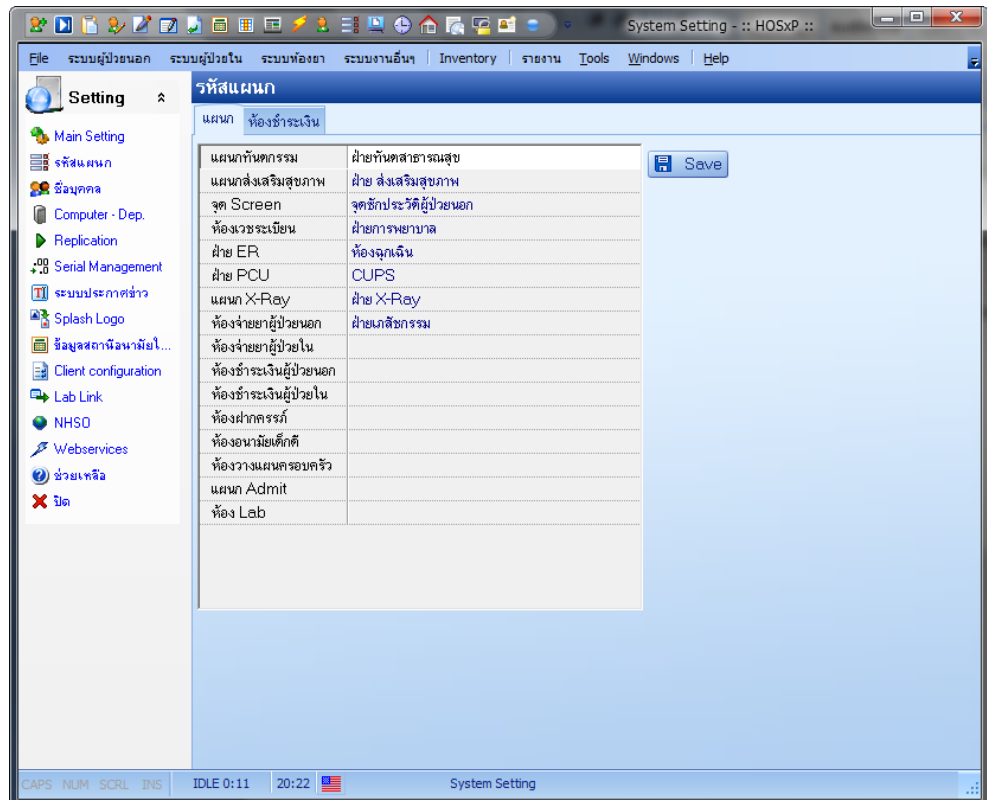 System Setting - :: HOSxP ::
File ระบบผู้ป่วยนอก ระบบผู้ป่วยใน ระบบห้องยา ระบบงานอื่นๆ Inventory รายงาน Tools Windows Help
Setting
Main Setting
รหัสแผนก
ชื่อบุคคล
Computer - Dep.
Replication
Serial Management
ระบบประกาศข่าว
Splash Logo
ข้อมูลสถานีอนามัยใ...
Client configuration
Lab Link
NHSO
Webservices
ช่วยเหลือ
ปิด
รหัสแผนก
แผนก ห้องชำระเงิน
แผนกทันตกรรม ฝ่ายทันตสาธารณสุข
แผนกส่งเสริมสุขภาพ ฝ่าย ส่งเสริมสุขภาพ
จุด Screen จุดซักประวัติผู้ป่วยนอก
ห้องเวชระเบียน ฝ่ายการพยาบาล
ฝ่าย ER ห้องฉุกเฉิน
ฝ่าย PCU CUPS
แผนก X-Ray ฝ่าย X-Ray
ห้องจ่ายยาผู้ป่วยนอก ฝ่ายเภสัชกรรม
ห้องจ่ายยาผู้ป่วยใน
ห้องชำระเงินผู้ป่วยนอก
ห้องชำระเงินผู้ป่วยใน
ห้องฝากครรภ์
ห้องอนามัยเด็กดี
ห้องวางแผนครอบครัว
แผนก Admit
ห้อง Lab
Save
CAPS NUM SCRL INS IDLE 0:11 20:22 System Setting